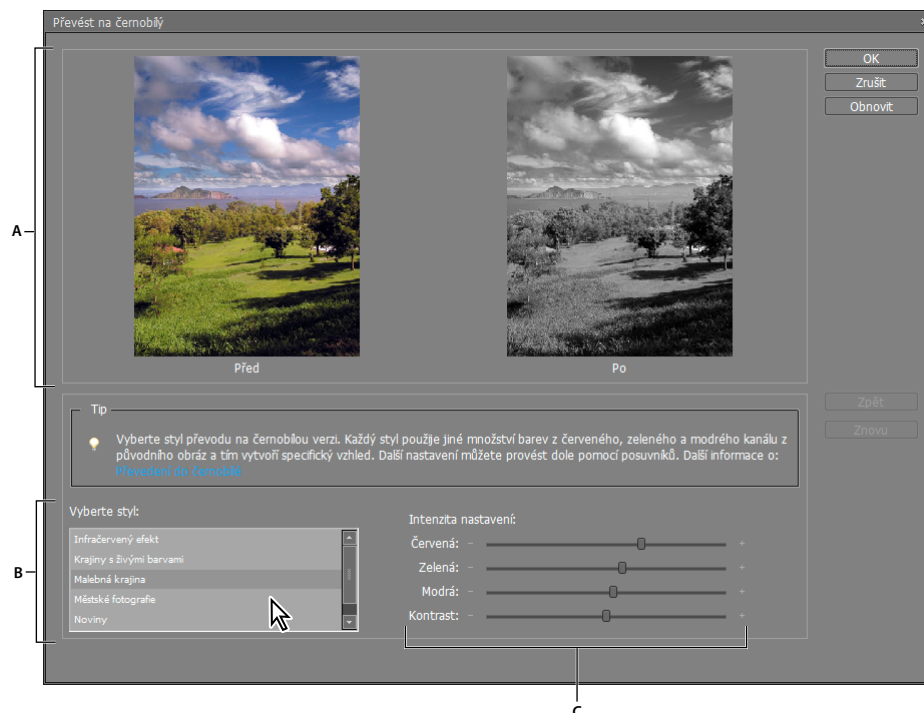 Převést na černobílý
OK
Zrušit
Obnovit
A
Před
Po
Zpět
Znovu
Tip
Vyberte styl převodu na černobílou verzi. Každý styl použije jiné množství barev z červeného, zeleného a modrého kanálu z
původního obráz a tím vytvoří specifický vzhled. Další nastavení můžete provést dole pomocí posuvníků. Další informace o:
Převedení do černobílé
B
Vyberte styl:
Infračervený efekt
Krajiny s živými barvami
Malebná krajina
Městské fotografie
Noviny
Intenzita nastavení:
Červená: - +
Zelená: - +
Modrá: - +
Kontrast: - +
C